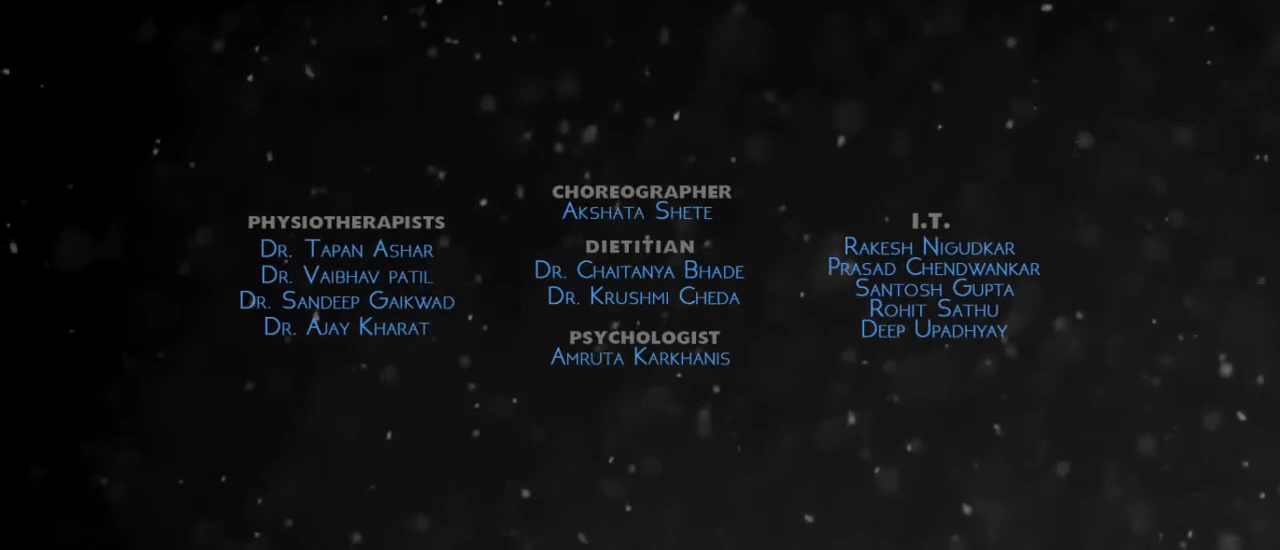 PHYSIOTHERAPISTS
DR. TAPAN ASHAR
DR. VAIBHAV PATIL
DR. SANDEEP GAIKWAD
DR. AJAY KHARAT
CHOREOGRAPHER
AKSHATA SHETE
DIETITIAN
DR. CHAITANYA BHADE
DR. KRUSHMI CHEDA
PSYCHOLOGIST
AMRUTA KARKHANIS
I.T.
RAKESH NIGUDKAR
PRASAD CHENDWANKAR
SANTOSH GUPTA
ROHIT SATHU
DEEP UPADHYAY